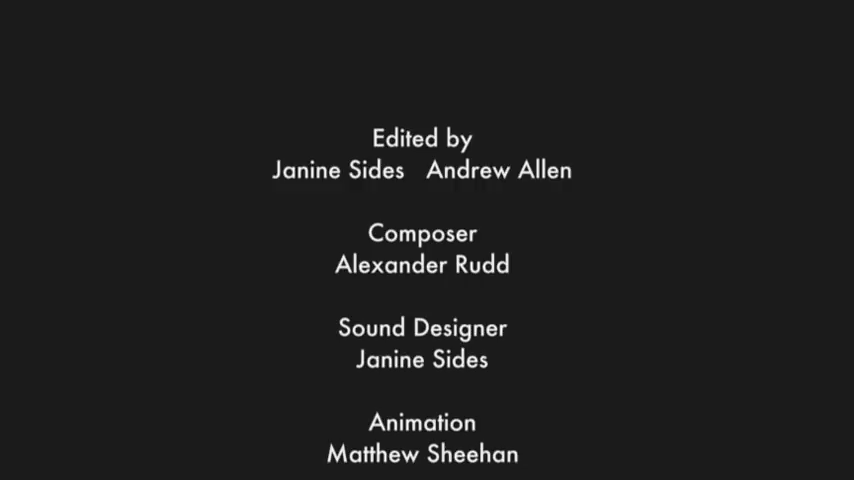 Edited by
Janine Sides Andrew Allen
Composer
Alexander Rudd
Sound Designer
Janine Sides
Animation
Matthew Sheehan